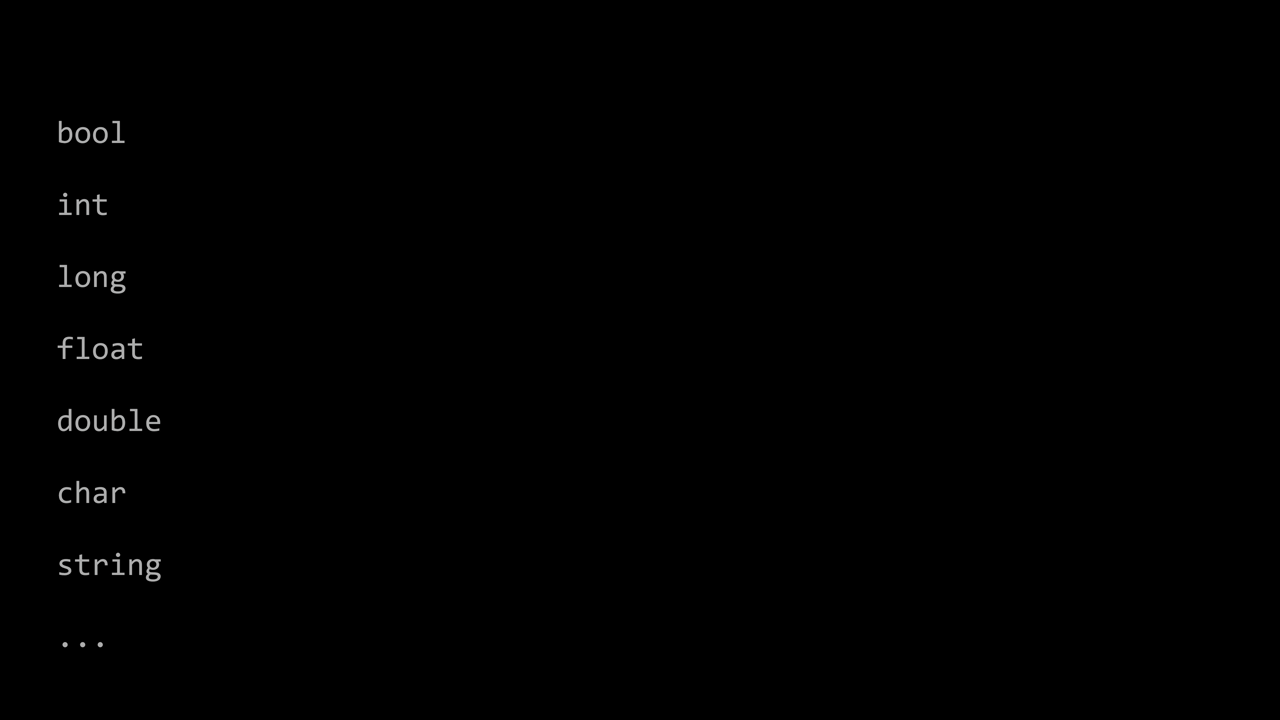 bool
int
long
float
double
char
string
...